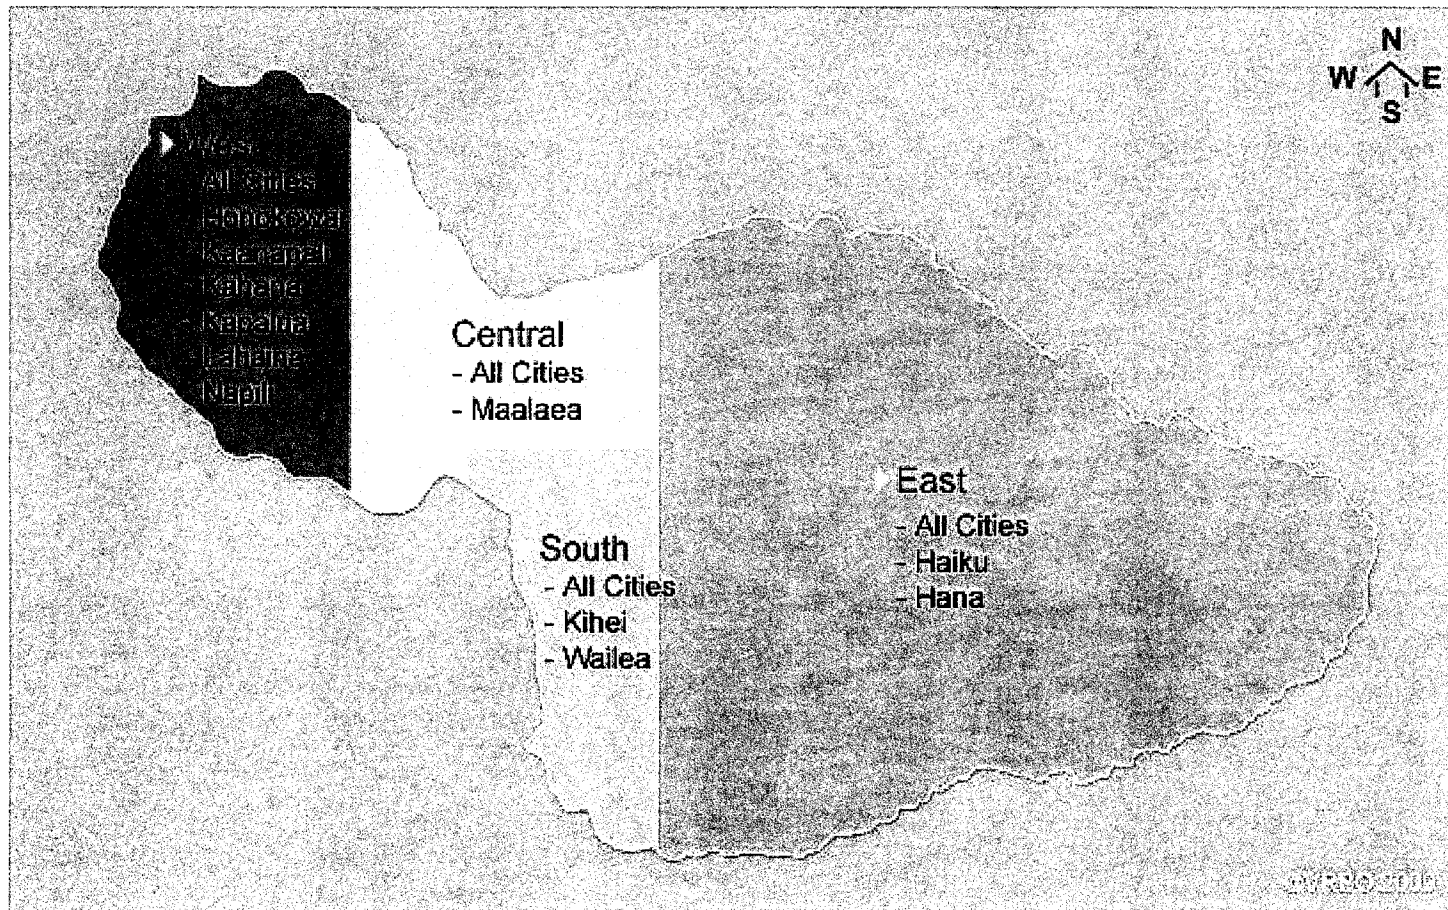 N
W E
S
West
- All Cities
- Honokowai
- Kaanapali
- Kahana
- Kapalua
- Lahaina
- Napili
Central
- All Cities
- Maalaea
South
- All Cities
- Kihei
- Wailea
East
- All Cities
- Haiku
- Hana